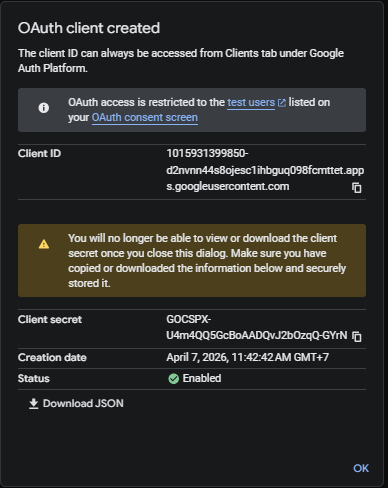 OAuth client created
The client ID can always be accessed from Clients tab under Google
Auth Platform.
OAuth access is restricted to the test users listed on
your OAuth consent screen
Client ID
1015931399850-
d2nvnn44s8ojesc1ihbguq098fcmttet.app
s.googleusercontent.com
You will no longer be able to view or download the client
secret once you close this dialog. Make sure you have
copied or downloaded the information below and securely
stored it.
Client secret
GOCSPX-
U4m4QQ5GcBoAADQvJ2bOzqQ-GYrN
Creation date
April 7, 2026, 11:42:42 AM GMT+7
Status
Enabled
Download JSON
OK